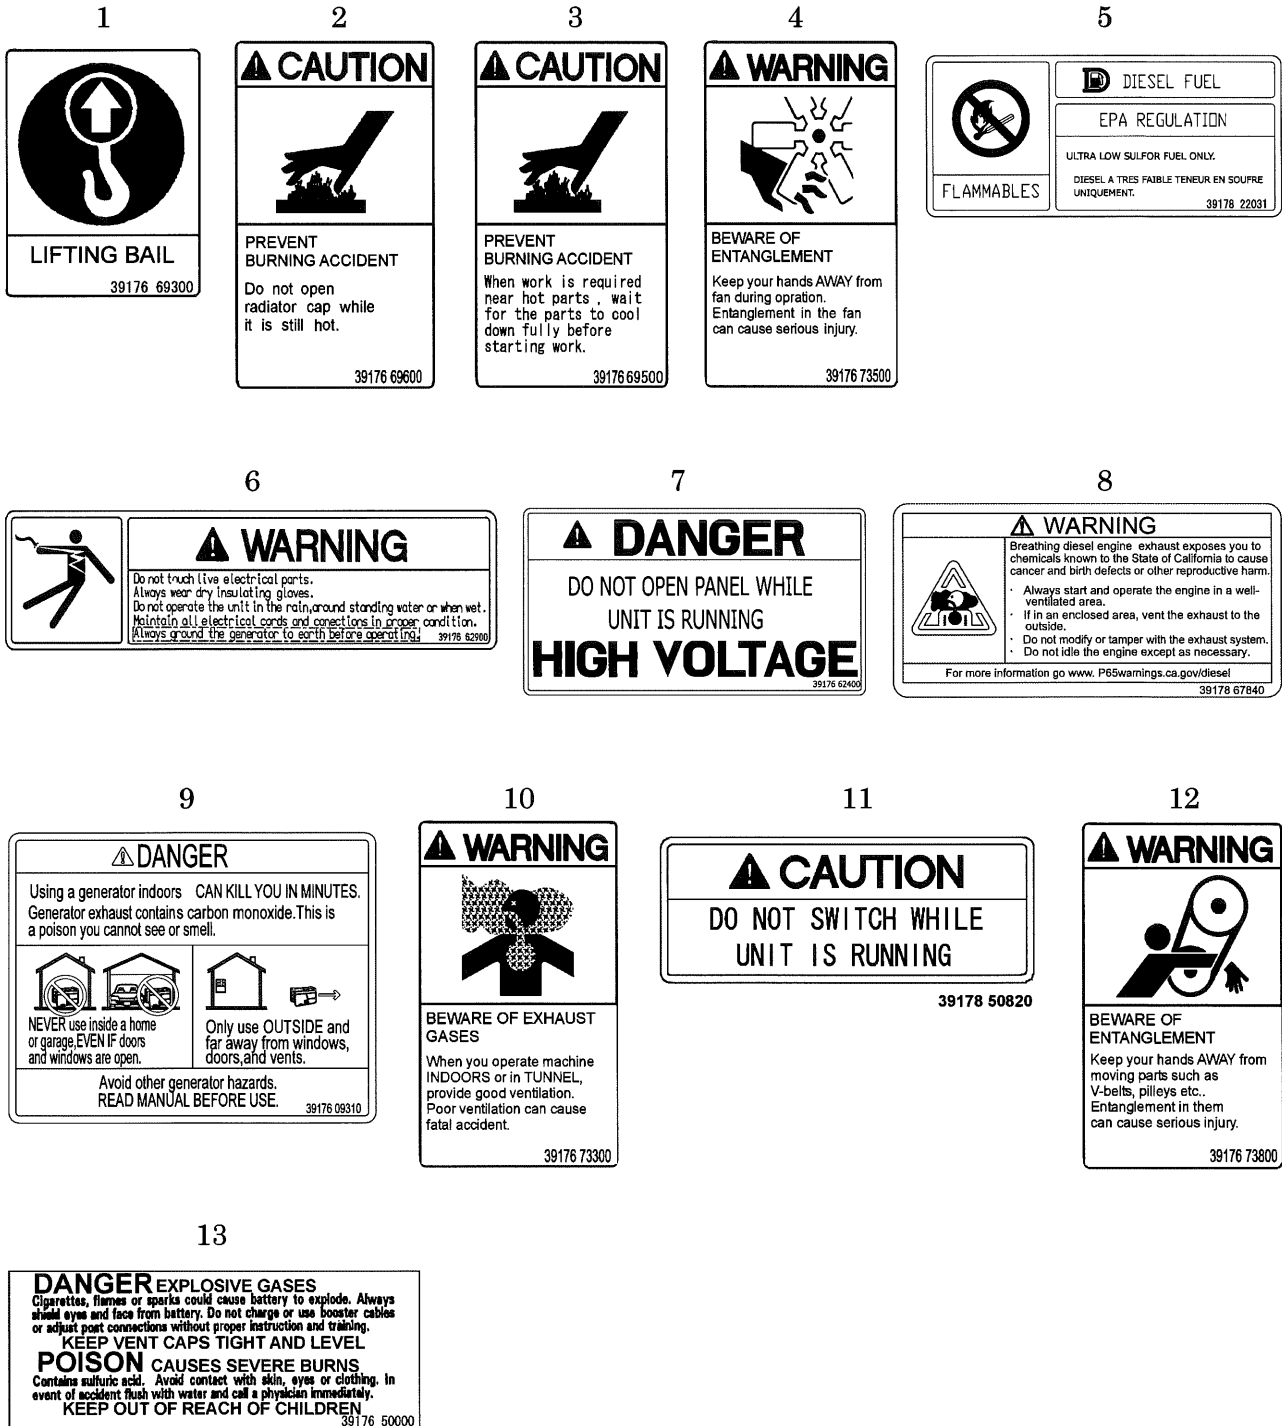 1
LIFTING BAIL
39176 69300
2
CAUTION
PREVENT
BURNING ACCIDENT
Do not open
radiator cap while
it is still hot.
39176 69600
3
CAUTION
PREVENT
BURNING ACCIDENT
When work is required
near hot parts , wait
for the parts to cool
down fully before
starting work.
39176 69500
4
WARNING
BEWARE OF
ENTANGLEMENT
Keep your hands AWAY from
fan during opration.
Entanglement in the fan
can cause serious injury.
39176 73500
5
FLAMMABLES
D DIESEL FUEL
EPA REGULATION
ULTRA LOW SULFOR FUEL ONLY.
DIESEL A TRES FAIBLE TENEUR EN SOUFRE
UNIQUEMENT.
39178 22031
6
WARNING
Do not touch live electrical parts.
Always wear dry insulating gloves.
Do not operate the unit in the rain,around standing water or when wet.
Maintain all electrical cords and conections in proper condition.
Always ground the generator to earth before operating.
39176 62900
7
DANGER
DO NOT OPEN PANEL WHILE
UNIT IS RUNNING
HIGH VOLTAGE
39176 62400
8
WARNING
Breathing diesel engine exhaust exposes you to
chemicals known to the State of California to cause
cancer and birth defects or other reproductive harm.
· Always start and operate the engine in a well-
ventilated area.
· If in an enclosed area, vent the exhaust to the
outside.
· Do not modify or tamper with the exhaust system.
· Do not idle the engine except as necessary.
For more information go www. P65warnings.ca.gov/diesel
39178 67840
9
DANGER
Using a generator indoors CAN KILL YOU IN MINUTES.
Generator exhaust contains carbon monoxide.This is
a poison you cannot see or smell.
NEVER use inside a home
or garage,EVEN IF doors
and windows are open.
Only use OUTSIDE and
far away from windows,
doors,and vents.
Avoid other generator hazards.
READ MANUAL BEFORE USE.
39176 09310
10
WARNING
BEWARE OF EXHAUST
GASES
When you operate machine
INDOORS or in TUNNEL,
provide good ventilation.
Poor ventilation can cause
fatal accident.
39176 73300
11
CAUTION
DO NOT SWITCH WHILE
UNIT IS RUNNING
39178 50820
12
WARNING
BEWARE OF
ENTANGLEMENT
Keep your hands AWAY from
moving parts such as
V-belts, pilleys etc..
Entanglement in them
can cause serious injury.
39176 73800
13
DANGER EXPLOSIVE GASES
Cigarettes, flames or sparks could cause battery to explode. Always
shield eyes and face from battery. Do not charge or use booster cables
or adjust post connections without proper instruction and training.
KEEP VENT CAPS TIGHT AND LEVEL
POISON CAUSES SEVERE BURNS
Contains sulfuric acid. Avoid contact with skin, eyes or clothing. In
event of accident flush with water and call a physician immediately.
KEEP OUT OF REACH OF CHILDREN
39176 50000